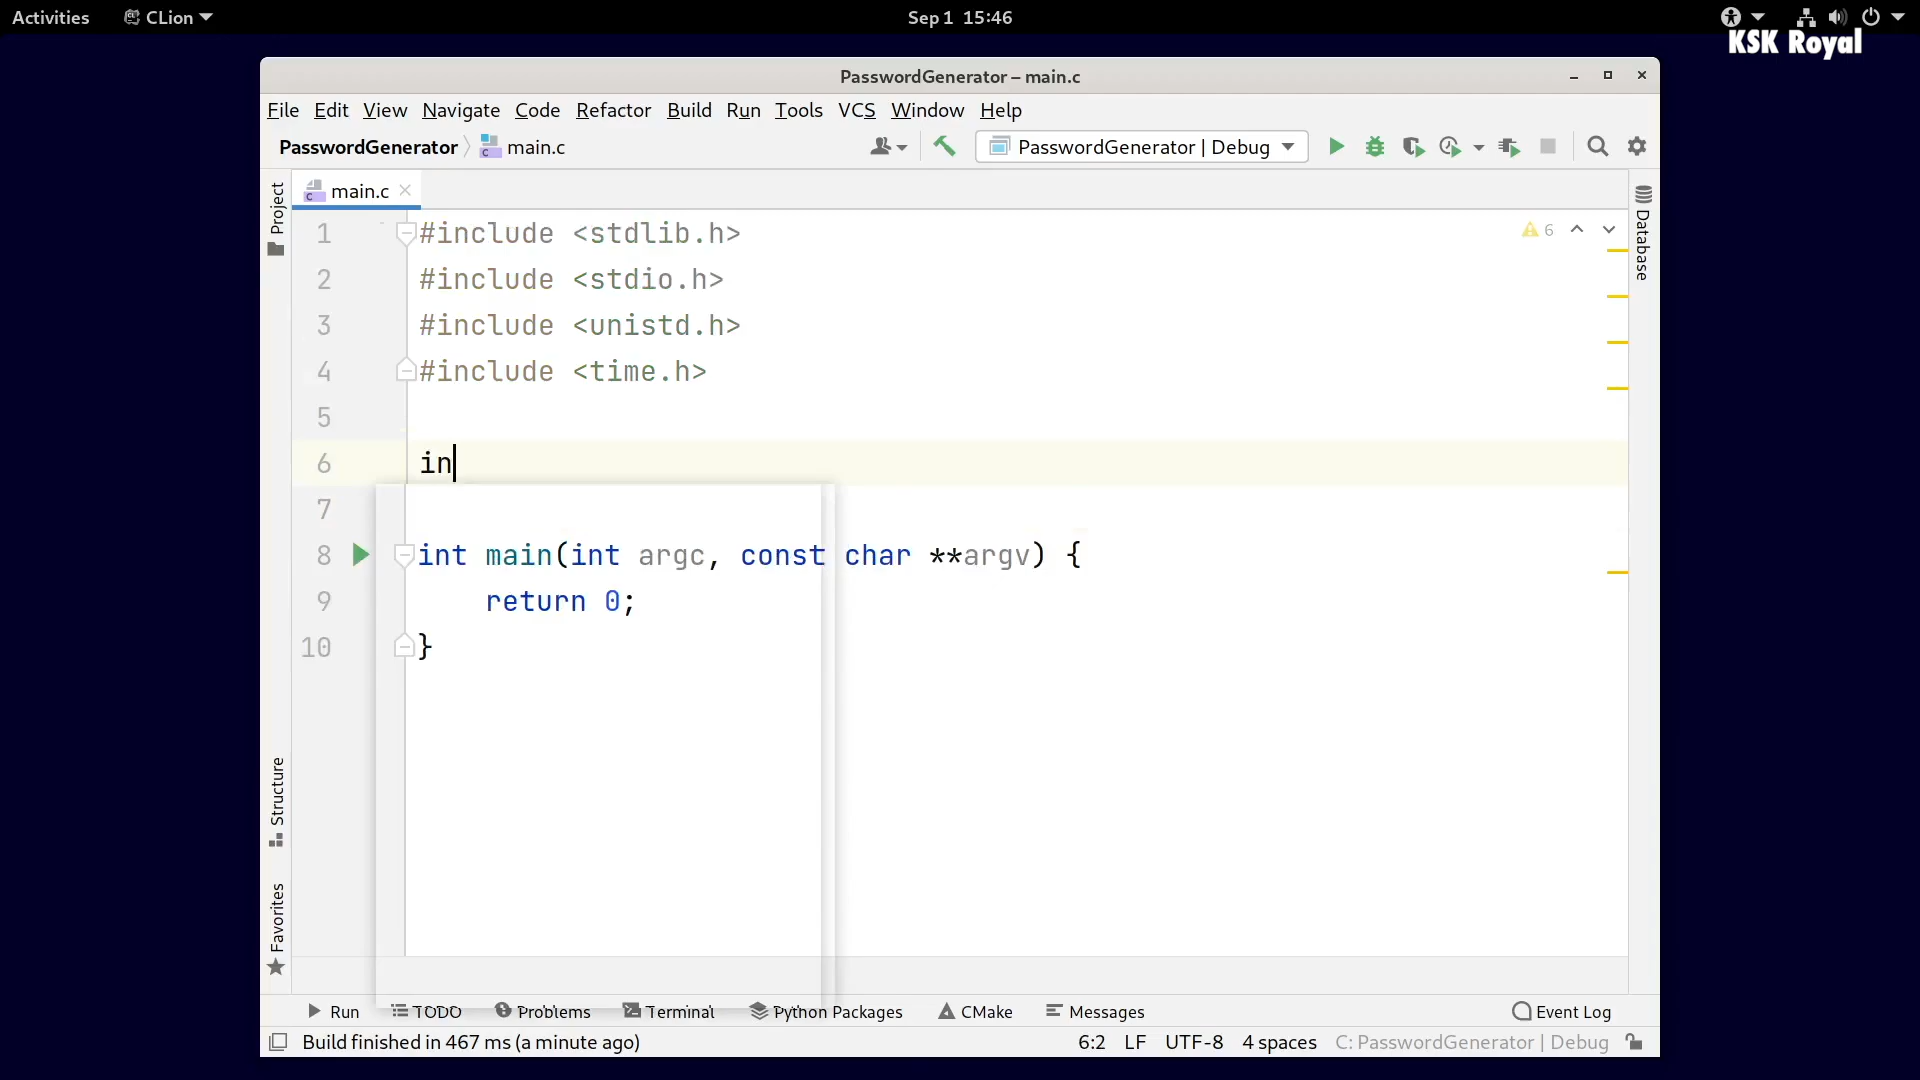 Activities CLion Sep 1 15:46
KSK Royal
PasswordGenerator – main.c
File Edit View Navigate Code Refactor Build Run Tools VCS Window Help
PasswordGenerator main.c PasswordGenerator | Debug
Project
main.c
Database
6
1 #include <stdlib.h>
2 #include <stdio.h>
3 #include <unistd.h>
4 #include <time.h>
5
6 in
7
8 int main(int argc, const char **argv) {
9 return 0;
10 }
Structure
Favorites
Run TODO Problems Terminal Python Packages CMake Messages Event Log
Build finished in 467 ms (a minute ago) 6:2 LF UTF-8 4 spaces C: PasswordGenerator | Debug